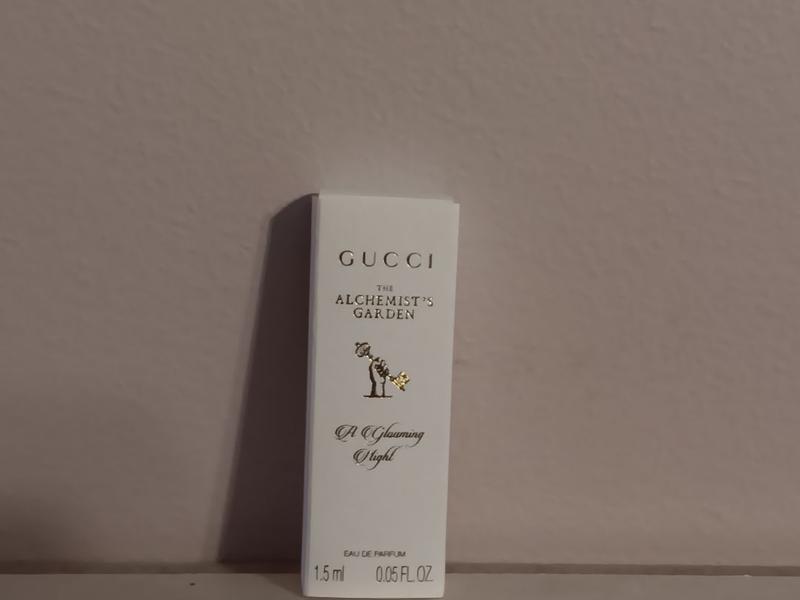 GUCCI
THE
ALCHEMIST'S
GARDEN
A Gloaming
Night
EAU DE PARFUM
1.5 ml 0.05 FL. OZ.